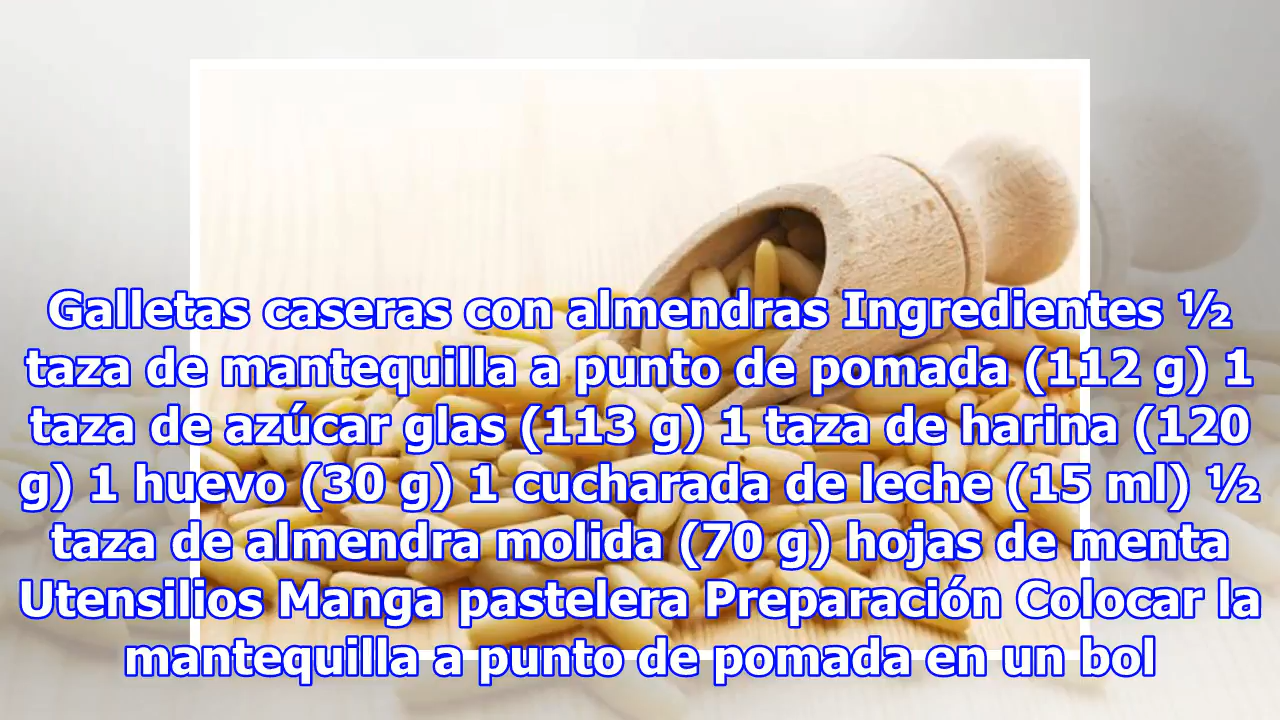 Galletas caseras con almendras Ingredientes ½
taza de mantequilla a punto de pomada (112 g) 1
taza de azúcar glas (113 g) 1 taza de harina (120
g) 1 huevo (30 g) 1 cucharada de leche (15 ml) ½
taza de almendra molida (70 g) hojas de menta
Utensilios Manga pastelera Preparación Colocar la
mantequilla a punto de pomada en un bol